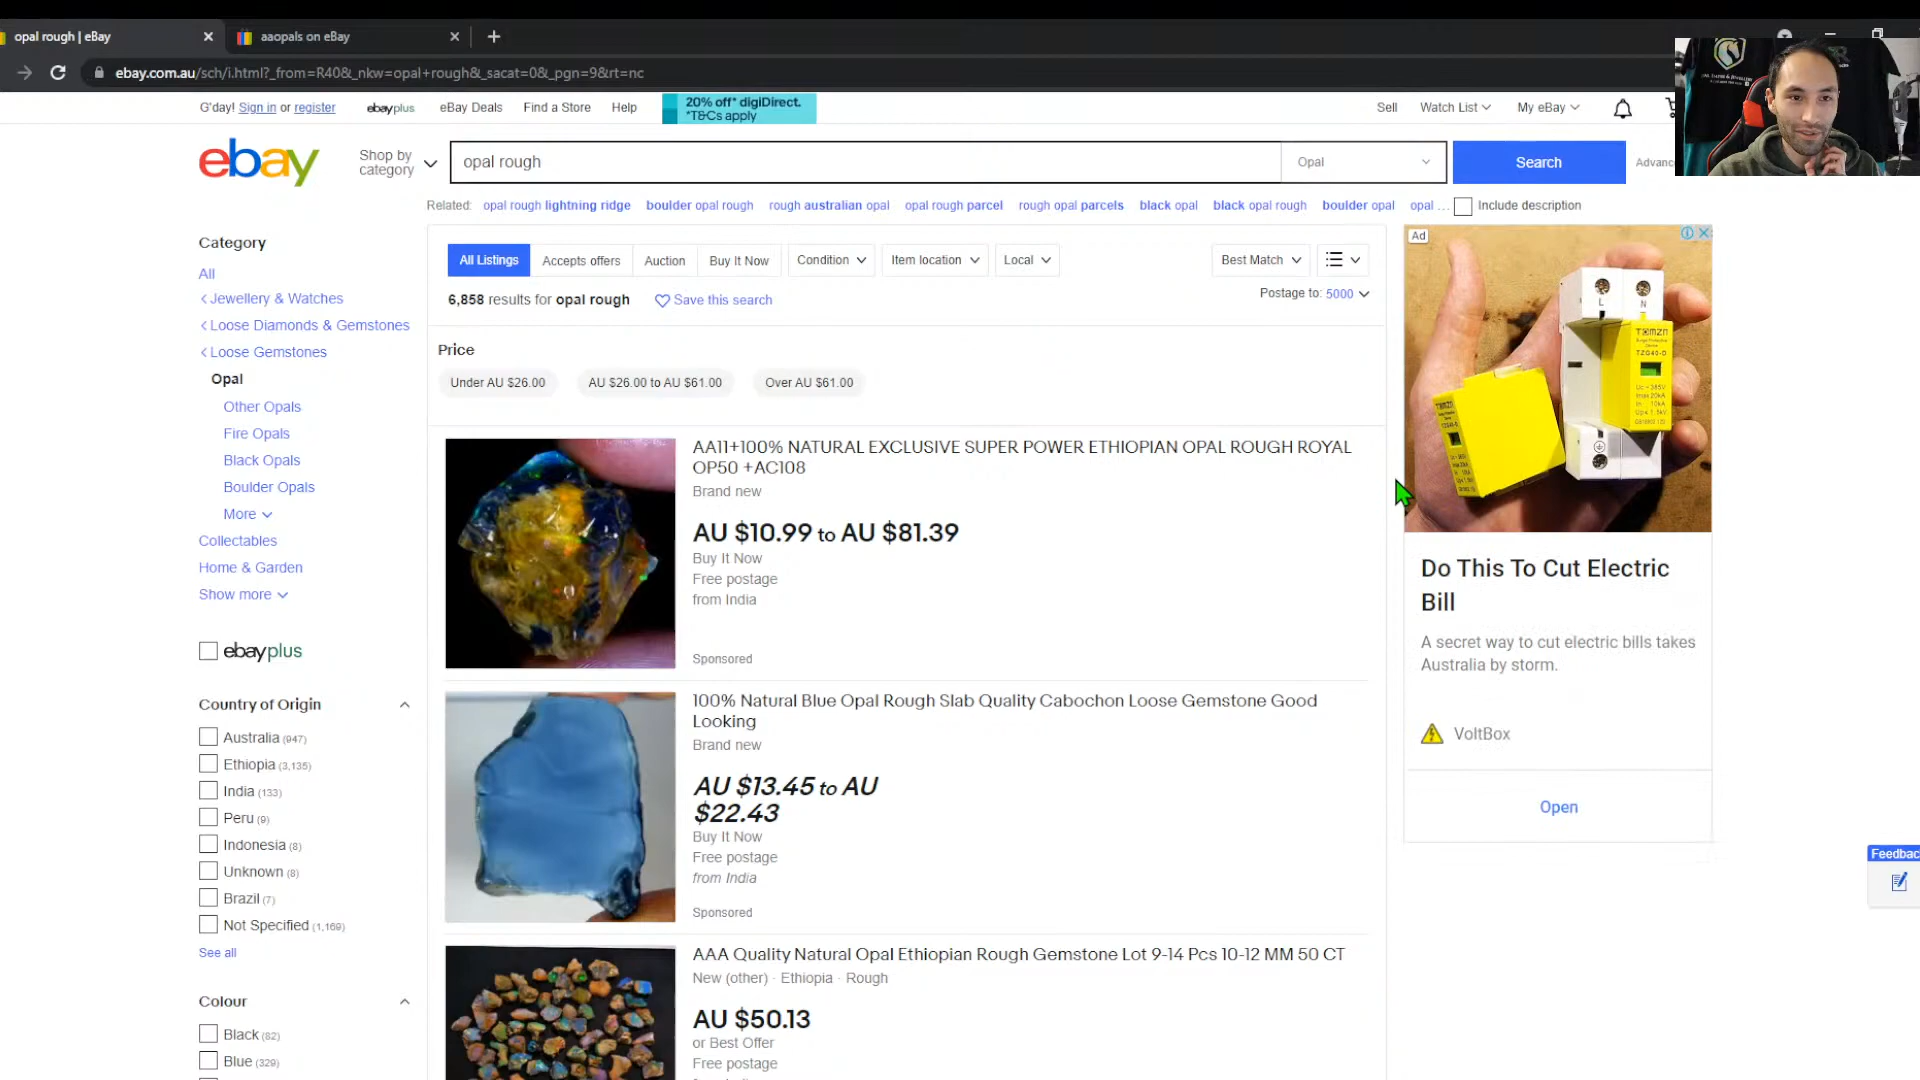 opal rough | eBay
aaopals on eBay
ebay.com.au/sch/i.html?_from=R40&_nkw=opal+rough&_sacat=0&_pgn=9&rt=nc
G'day! Sign in or register
ebayplus
eBay Deals
Find a Store
Help
20% off* digiDirect.
*T&Cs apply
Sell
Watch List
My eBay
ebay
Shop by
category
opal rough
Opal
Search
Related: opal rough lightning ridge boulder opal rough rough australian opal opal rough parcel rough opal parcels black opal black opal rough boulder opal opal ...
Include description
Category
All
Jewellery & Watches
Loose Diamonds & Gemstones
Loose Gemstones
Opal
Other Opals
Fire Opals
Black Opals
Boulder Opals
More
Collectables
Home & Garden
Show more
ebayplus
Country of Origin
Australia (947)
Ethiopia (3,135)
India (133)
Peru (9)
Indonesia (8)
Unknown (8)
Brazil (7)
Not Specified (1,169)
See all
Colour
Black (82)
Blue (329)
All Listings
Accepts offers
Auction
Buy It Now
Condition
Item location
Local
Best Match
6,858 results for opal rough
Save this search
Postage to: 5000
Price
Under AU $26.00
AU $26.00 to AU $61.00
Over AU $61.00
AA11+100% NATURAL EXCLUSIVE SUPER POWER ETHIOPIAN OPAL ROUGH ROYAL
OP50 +AC108
Brand new
AU $10.99 to AU $81.39
Buy It Now
Free postage
from India
Sponsored
100% Natural Blue Opal Rough Slab Quality Cabochon Loose Gemstone Good
Looking
Brand new
AU $13.45 to AU
$22.43
Buy It Now
Free postage
from India
Sponsored
AAA Quality Natural Opal Ethiopian Rough Gemstone Lot 9-14 Pcs 10-12 MM 50 CT
New (other) · Ethiopia · Rough
AU $50.13
or Best Offer
Free postage
Ad
L
N
TOMZN
TZG40-D
Do This To Cut Electric
Bill
A secret way to cut electric bills takes
Australia by storm.
VoltBox
Open